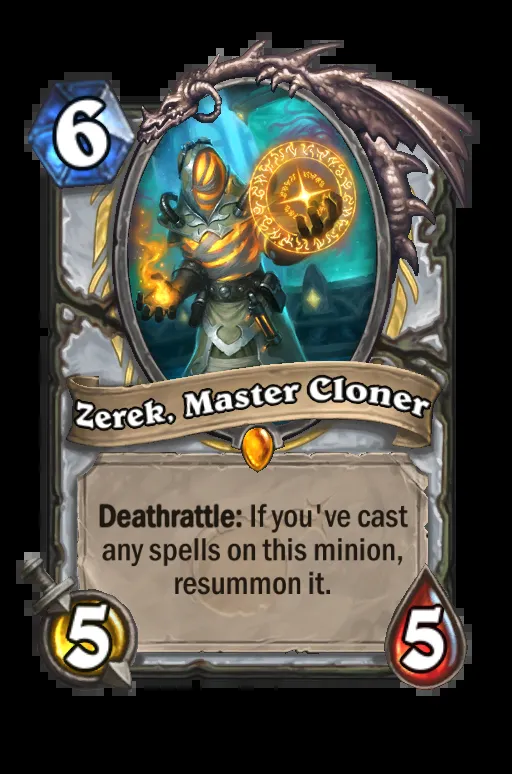 6
Zerek, Master Cloner
Deathrattle: If you've cast
any spells on this minion,
resummon it.
5
5